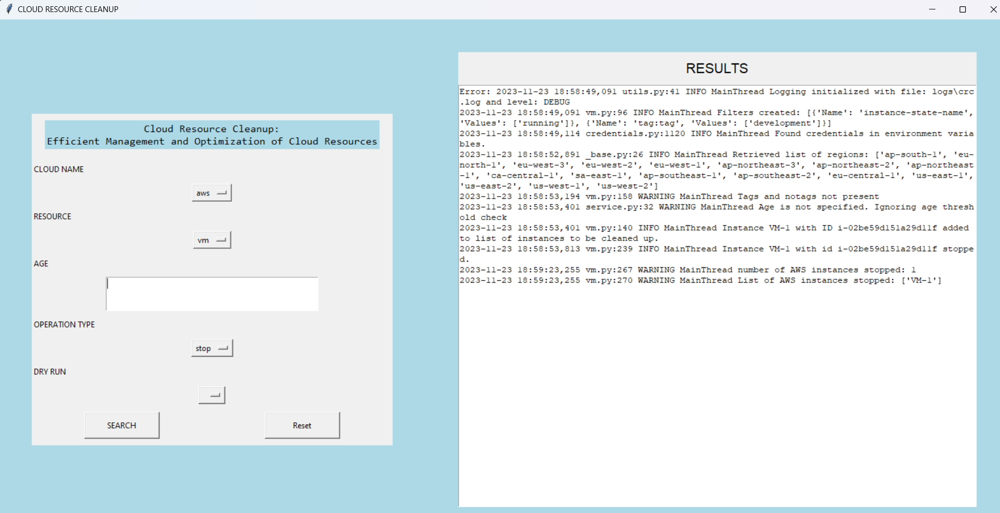 CLOUD RESOURCE CLEANUP
Cloud Resource Cleanup:
Efficient Management and Optimization of Cloud Resources
CLOUD NAME
aws
RESOURCE
vm
AGE
OPERATION TYPE
stop
DRY RUN
SEARCH
Reset
RESULTS
Error: 2023-11-23 18:58:49,091 utils.py:41 INFO MainThread Logging initialized with file: logs\crc
.log and level: DEBUG
2023-11-23 18:58:49,091 vm.py:96 INFO MainThread Filters created: [{'Name': 'instance-state-name',
'Values': ['running']}, {'Name': 'tag:tag', 'Values': ['development']}]
2023-11-23 18:58:49,114 credentials.py:1120 INFO MainThread Found credentials in environment varia
bles.
2023-11-23 18:58:52,891 _base.py:26 INFO MainThread Retrieved list of regions: ['ap-south-1', 'eu-
north-1', 'eu-west-3', 'eu-west-2', 'eu-west-1', 'ap-northeast-3', 'ap-northeast-2', 'ap-northeast
-1', 'ca-central-1', 'sa-east-1', 'ap-southeast-1', 'ap-southeast-2', 'eu-central-1', 'us-east-1',
'us-east-2', 'us-west-1', 'us-west-2']
2023-11-23 18:58:53,194 vm.py:158 WARNING MainThread Tags and notags not present
2023-11-23 18:58:53,401 service.py:32 WARNING MainThread Age is not specified. Ignoring age thresh
old check
2023-11-23 18:58:53,401 vm.py:140 INFO MainThread Instance VM-1 with ID i-02be59d151a29d11f added
to list of instances to be cleaned up.
2023-11-23 18:58:53,813 vm.py:239 INFO MainThread Instance VM-1 with id i-02be59d151a29d11f stoppe
d.
2023-11-23 18:59:23,255 vm.py:267 WARNING MainThread number of AWS instances stopped: 1
2023-11-23 18:59:23,255 vm.py:270 WARNING MainThread List of AWS instances stopped: ['VM-1']